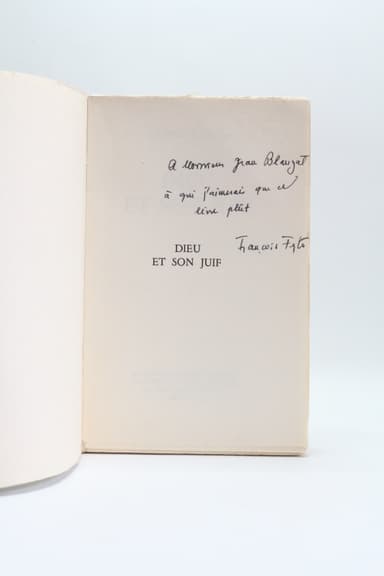 A Monsieur Jean Blanzat
à qui j'aimerais que ce
livre plût
François Fejtö
DIEU
ET SON JUIF